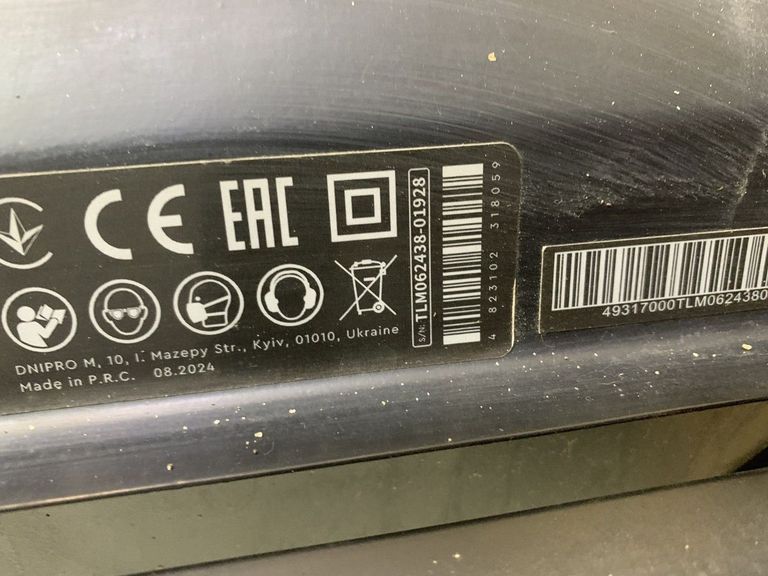 CE EAC
DNIPRO M, 10, I. Mazepy Str., Kyiv, 01010, Ukraine
Made in P.R.C. 08.2024
S/N: TLM062438-01928
4 823102 318059
49317000TLM0624380